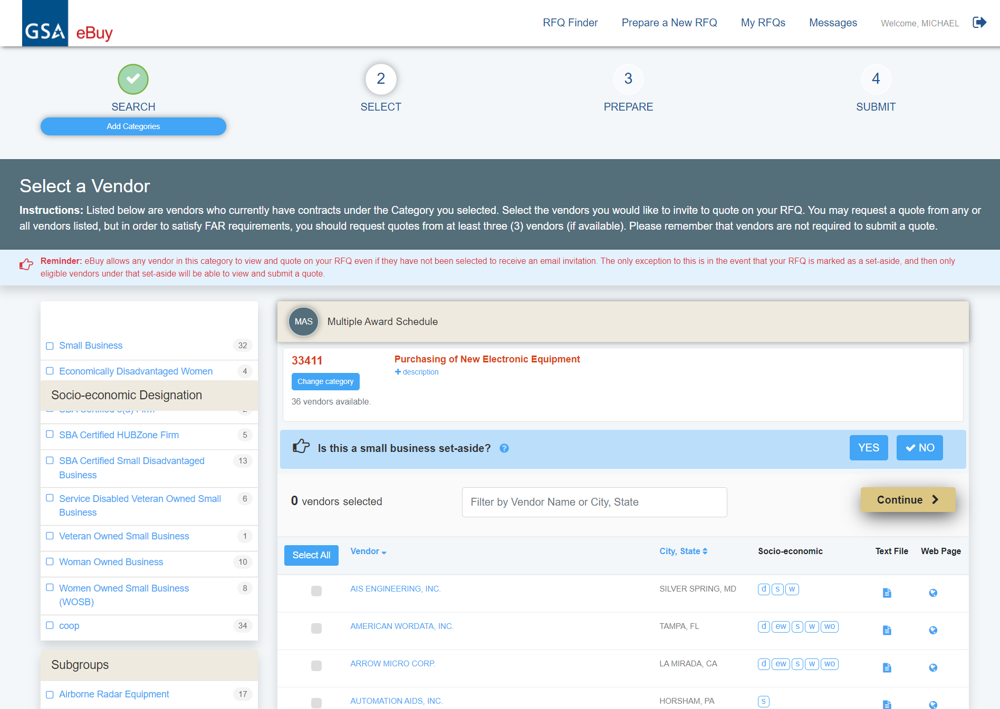 GSA eBuy
RFQ Finder
Prepare a New RFQ
My RFQs
Messages
Welcome, MICHAEL
SEARCH
Add Categories
2
SELECT
3
PREPARE
4
SUBMIT
Select a Vendor
Instructions: Listed below are vendors who currently have contracts under the Category you selected. Select the vendors you would like to invite to quote on your RFQ. You may request a quote from any or
all vendors listed, but in order to satisfy FAR requirements, you should request quotes from at least three (3) vendors (if available). Please remember that vendors are not required to submit a quote.
Reminder: eBuy allows any vendor in this category to view and quote on your RFQ even if they have not been selected to receive an email invitation. The only exception to this is in the event that your RFQ is marked as a set-aside, and then only
eligible vendors under that set-aside will be able to view and submit a quote.
Small Business 32
Economically Disadvantaged Women 4
Socio-economic Designation
SBA Certified HUBZone Firm 5
SBA Certified Small Disadvantaged 13
Business
Service Disabled Veteran Owned Small 6
Business
Veteran Owned Small Business 1
Woman Owned Business 10
Women Owned Small Business 8
(WOSB)
coop 34
Subgroups
Airborne Radar Equipment 17
MAS Multiple Award Schedule
33411
Purchasing of New Electronic Equipment
description
Change category
36 vendors available.
Is this a small business set-aside? ?
YES
NO
0 vendors selected
Filter by Vendor Name or City, State
Continue
Select All Vendor City, State Socio-economic Text File Web Page
AIS ENGINEERING, INC. SILVER SPRING, MD d s w
AMERICAN WORDATA, INC. TAMPA, FL d ew s w wo
ARROW MICRO CORP. LA MIRADA, CA d ew s w wo
AUTOMATION AIDS, INC. HORSHAM, PA s